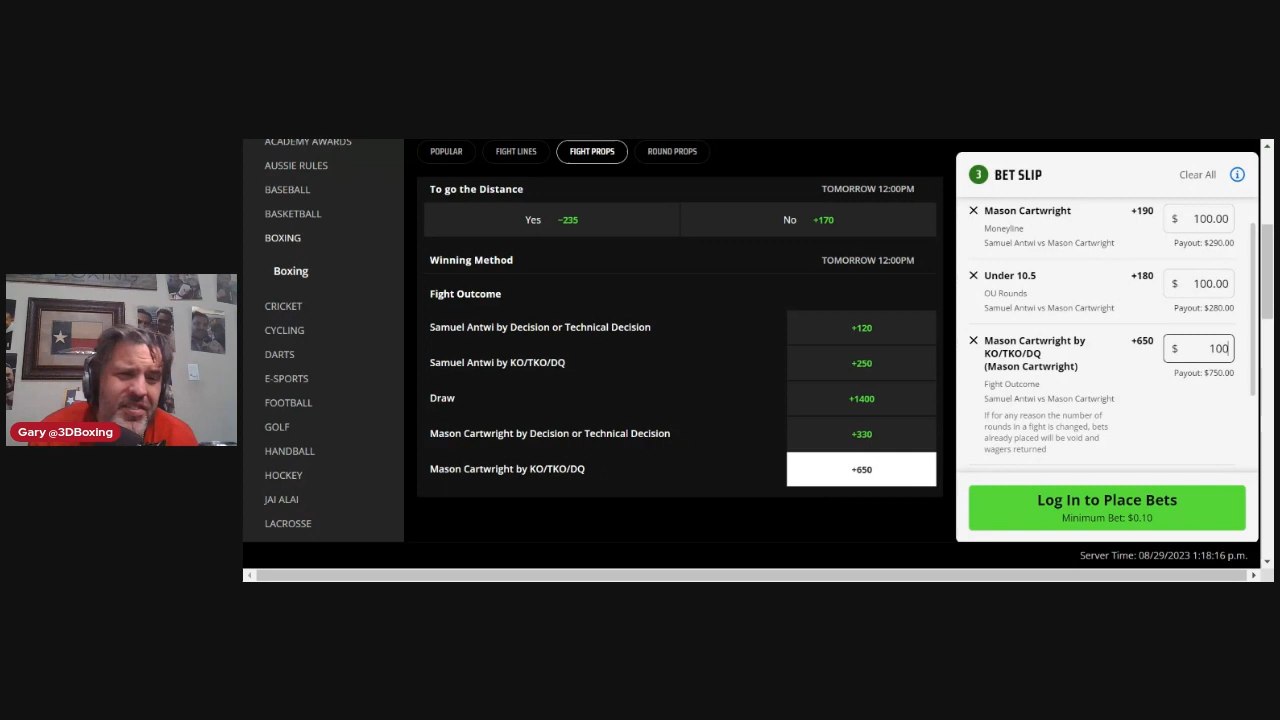 ACADEMY AWARDS
AUSSIE RULES
BASEBALL
BASKETBALL
BOXING
Boxing
CRICKET
CYCLING
DARTS
E-SPORTS
FOOTBALL
GOLF
HANDBALL
HOCKEY
JAI ALAI
LACROSSE
POPULAR FIGHT LINES FIGHT PROPS ROUND PROPS
To go the Distance TOMORROW 12:00PM
Yes −235 No +170
Winning Method TOMORROW 12:00PM
Fight Outcome
Samuel Antwi by Decision or Technical Decision +120
Samuel Antwi by KO/TKO/DQ +250
Draw +1400
Mason Cartwright by Decision or Technical Decision +330
Mason Cartwright by KO/TKO/DQ +650
3 BET SLIP Clear All
Mason Cartwright +190 $ 100.00
Moneyline
Samuel Antwi vs Mason Cartwright Payout: $290.00
Under 10.5 +180 $ 100.00
OU Rounds
Samuel Antwi vs Mason Cartwright Payout: $280.00
Mason Cartwright by +650 $ 100
KO/TKO/DQ
(Mason Cartwright) Payout: $750.00
Fight Outcome
Samuel Antwi vs Mason Cartwright
If for any reason the number of
rounds in a fight is changed, bets
already placed will be void and
wagers returned
Log In to Place Bets
Minimum Bet: $0.10
Server Time: 08/29/2023 1:18:16 p.m.
Gary @3DBoxing